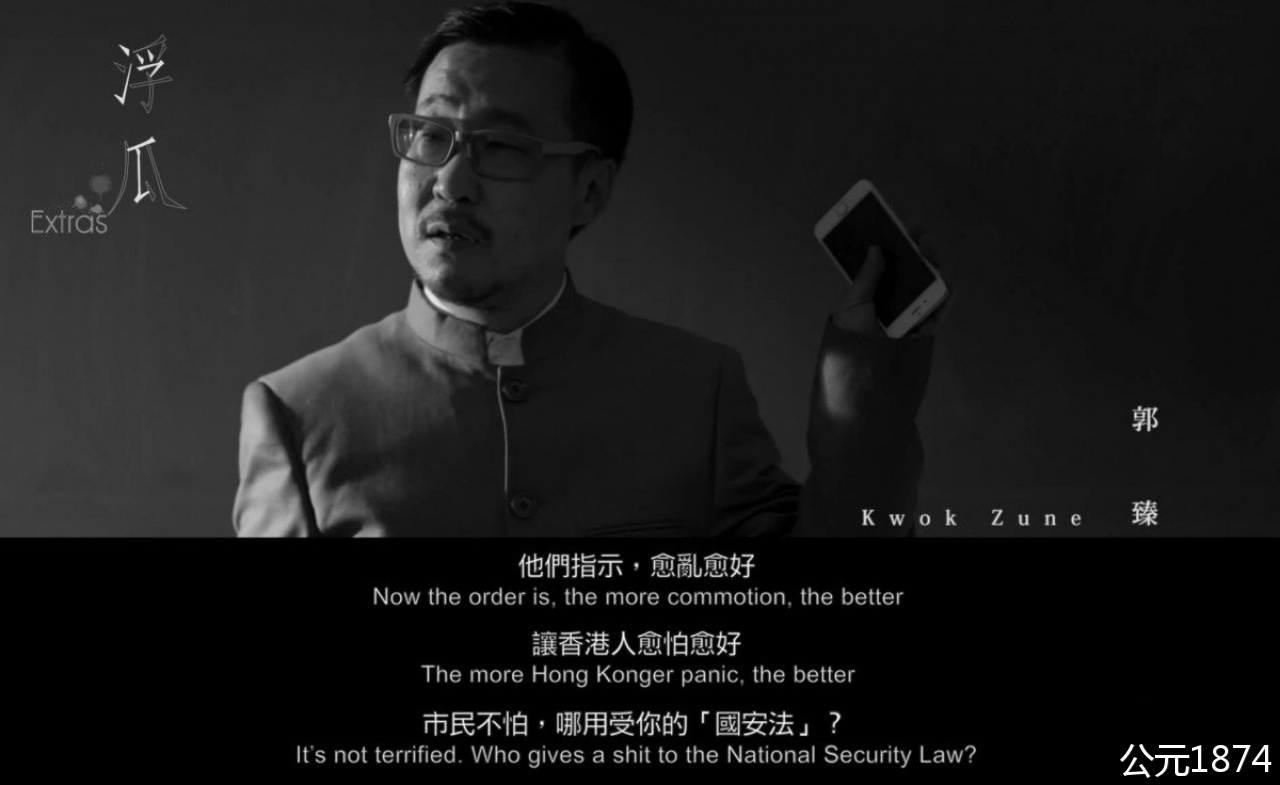 浮瓜
Extras
郭臻
Kwok Zune
他們指示，愈亂愈好
Now the order is, the more commotion, the better
讓香港人愈怕愈好
The more Hong Konger panic, the better
市民不怕，哪用受你的「國安法」？
It's not terrified. Who gives a shit to the National Security Law?
公元1874